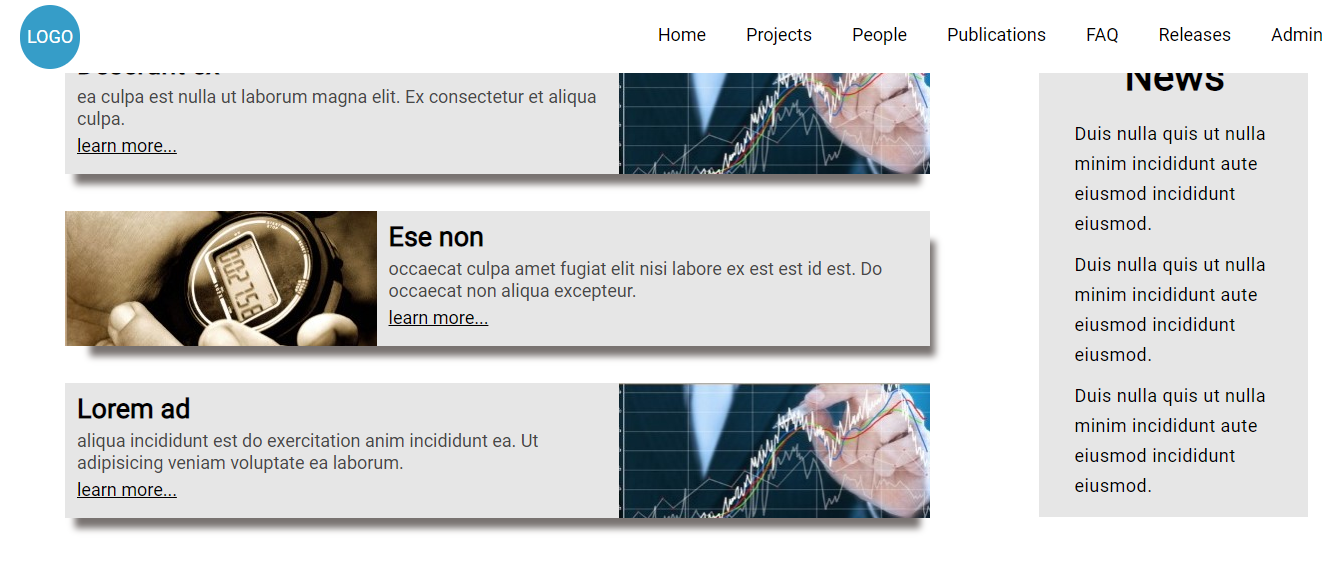 LOGO
Home Projects People Publications FAQ Releases Admin
ea culpa est nulla ut laborum magna elit. Ex consectetur et aliqua
culpa.
learn more...
Ese non
occaecat culpa amet fugiat elit nisi labore ex est est id est. Do
occaecat non aliqua excepteur.
learn more...
Lorem ad
aliqua incididunt est do exercitation anim incididunt ea. Ut
adipisicing veniam voluptate ea laborum.
learn more...
News
Duis nulla quis ut nulla
minim incididunt aute
eiusmod incididunt
eiusmod.
Duis nulla quis ut nulla
minim incididunt aute
eiusmod incididunt
eiusmod.
Duis nulla quis ut nulla
minim incididunt aute
eiusmod incididunt
eiusmod.